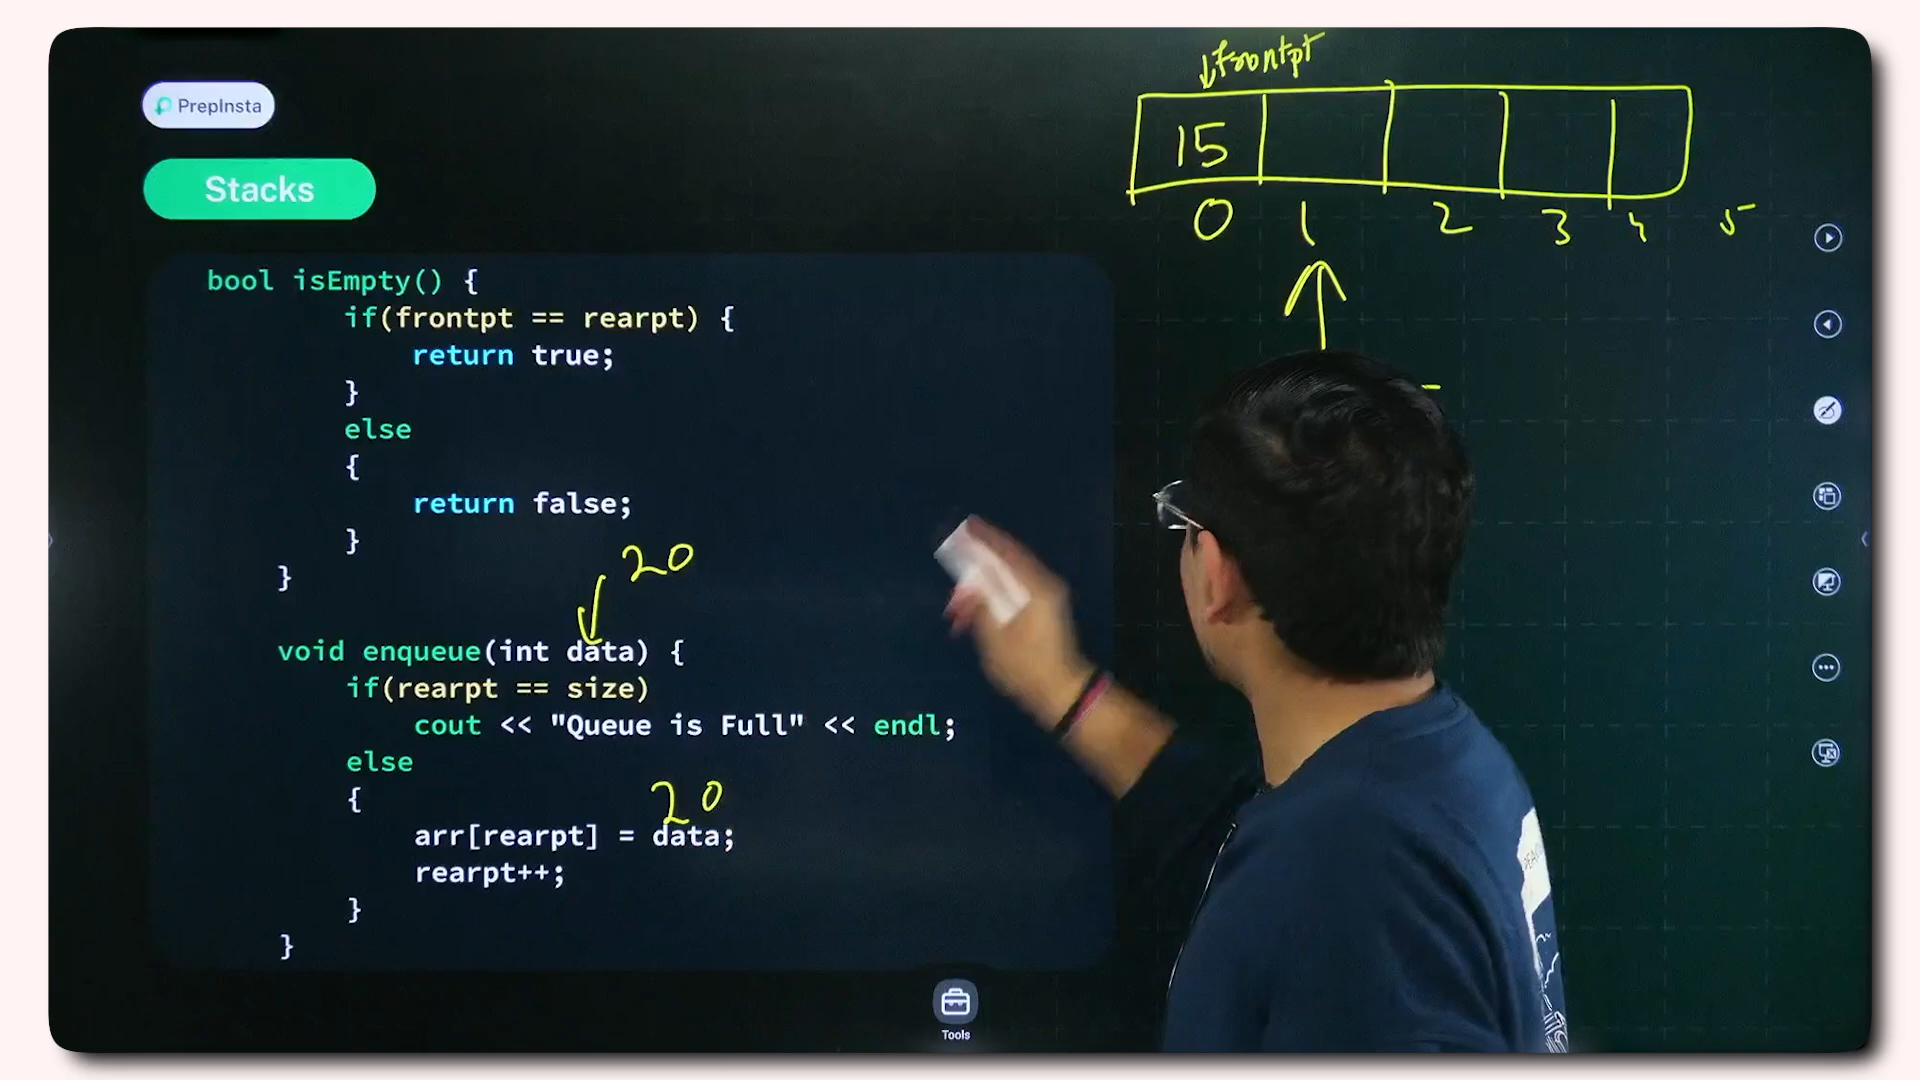 ↓frontpt
PrepInsta
15
Stacks
0 1 2 3 4 5
bool isEmpty() {
if(frontpt == rearpt) {
return true;
}
else
{
return false;
}
20
}
void enqueue(int data) {
if(rearpt == size)
cout << "Queue is Full" << endl;
else
{
20
arr[rearpt] = data;
rearpt++;
}
}
Tools